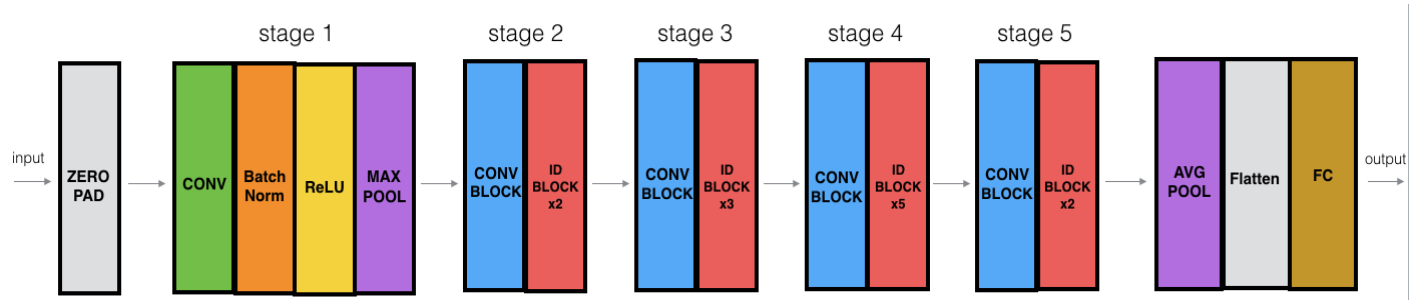 stage 1
stage 2
stage 3
stage 4
stage 5
input
ZERO
PAD
CONV
Batch
Norm
ReLU
MAX
POOL
CONV
BLOCK
ID
BLOCK
x2
CONV
BLOCK
ID
BLOCK
x3
CONV
BLOCK
ID
BLOCK
x5
CONV
BLOCK
ID
BLOCK
x2
AVG
POOL
Flatten
FC
output